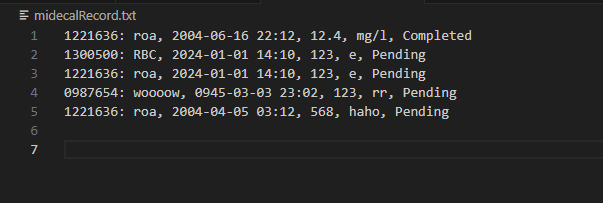 midecalRecord.txt
1 1221636: roa, 2004-06-16 22:12, 12.4, mg/l, Completed
2 1300500: RBC, 2024-01-01 14:10, 123, e, Pending
3 1221636: roa, 2024-01-01 14:10, 123, e, Pending
4 0987654: woooow, 0945-03-03 23:02, 123, rr, Pending
5 1221636: roa, 2004-04-05 03:12, 568, haho, Pending
6
7